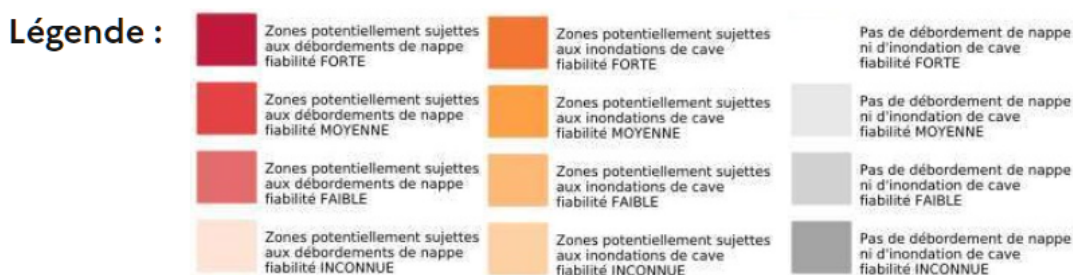 Légende :
Zones potentiellement sujettes
aux débordements de nappe
fiabilité FORTE
Zones potentiellement sujettes
aux débordements de nappe
fiabilité MOYENNE
Zones potentiellement sujettes
aux débordements de nappe
fiabilité FAIBLE
Zones potentiellement sujettes
aux débordements de nappe
fiabilité INCONNUE
Zones potentiellement sujettes
aux inondations de cave
fiabilité FORTE
Zones potentiellement sujettes
aux inondations de cave
fiabilité MOYENNE
Zones potentiellement sujettes
aux inondations de cave
fiabilité FAIBLE
Zones potentiellement sujettes
aux inondations de cave
fiabilité INCONNUE
Pas de débordement de nappe
ni d'inondation de cave
fiabilité FORTE
Pas de débordement de nappe
ni d'inondation de cave
fiabilité MOYENNE
Pas de débordement de nappe
ni d'inondation de cave
fiabilité FAIBLE
Pas de débordement de nappe
ni d'inondation de cave
fiabilité INCONNUE